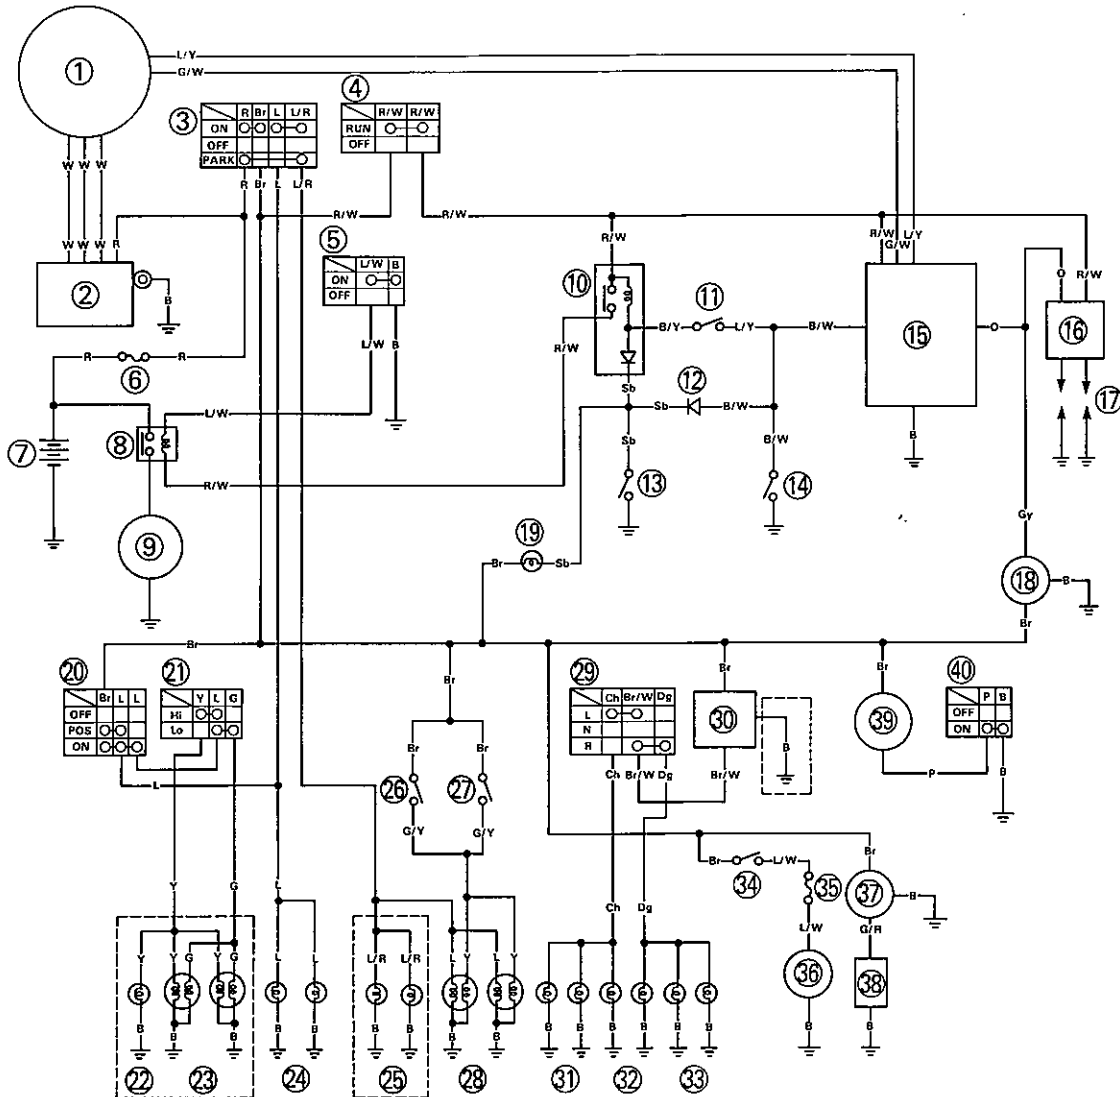 L/Y
①
G/W
④
③
R Br L L/R
ON
OFF
PARK
R/W R/W
RUN
OFF
W W W
R Br L L/R
R/W
R/W
R/W
R/W G/W L/Y
⑤
L/W B
ON
OFF
W W W R
②
B
⑩
⑪
B/Y
L/Y
B/W
⑮
O
O
R/W
⑯
L/W B
R/W
R
R
⑥
Sb
⑫
Sb
B/W
⑰
L/W
⑦
⑧
Sb
B/W
B
R/W
⑬
⑭
⑨
⑲
Br
Sb
Gy
⑱
B
Br
Br
⑳
㉑
Br L L
OFF
POS
ON
Y L G
Hi
Lo
Br
㉙
Ch Br/W Dg
L
N
R
Br
㉚
B
Br
㊴
㊵
P B
OFF
ON
Br
Br
Ch
Br/W Dg
Br/W
P
B
L
㉖
㉗
G/Y
G/Y
Br
L/W
Br
㉞
㉟
㊲
B
Y
G
L
Ch
Dg
L/W
G/R
Y Y G Y G
L L
L/R L/R
L Y L Y
㊱
㊳
B B B
B B
B B
B B
B B B B B B
B
B
㉒
㉓
㉔
㉕
㉘
㉛
㉜
㉝